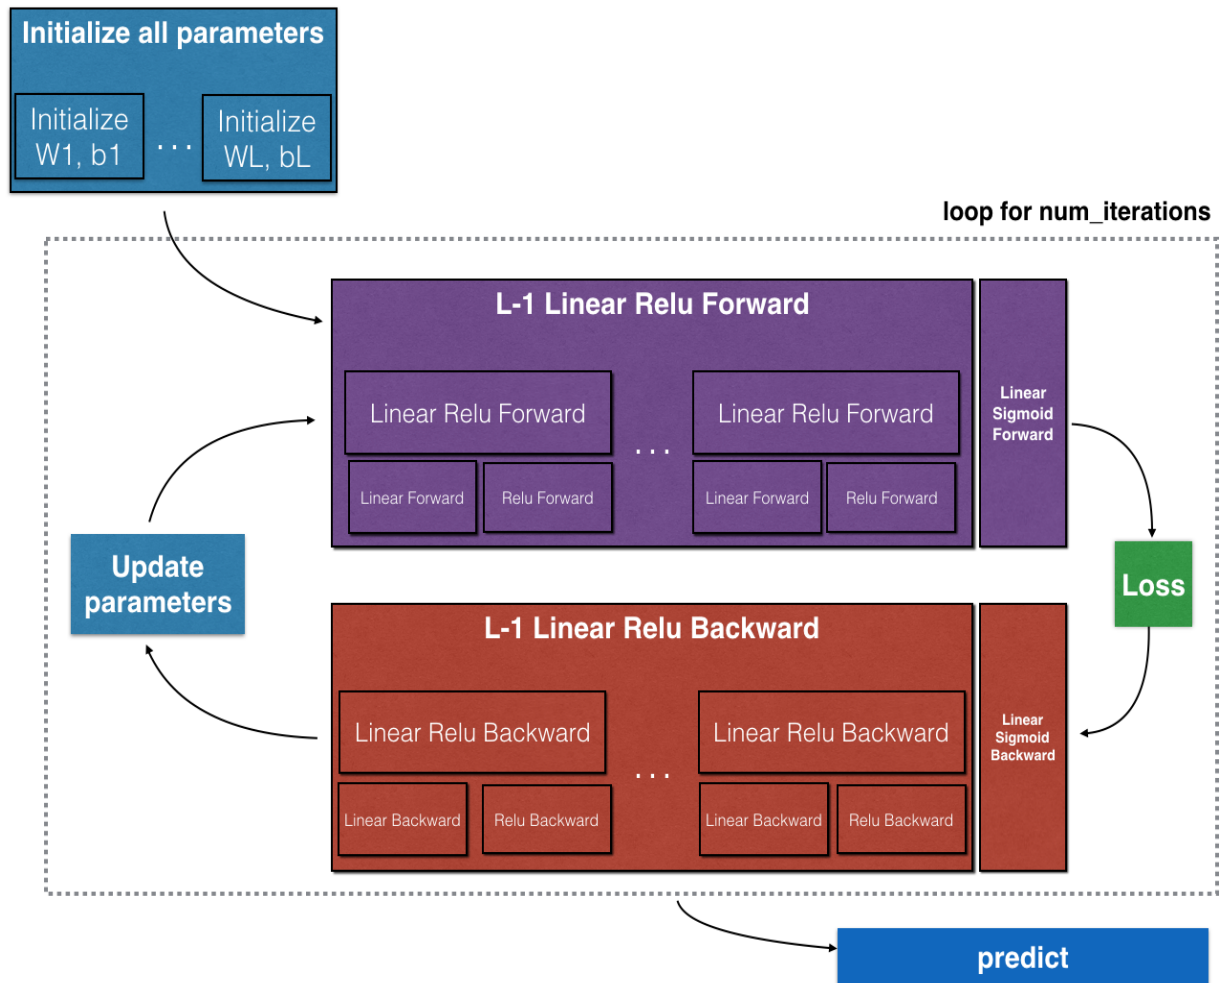 Initialize all parameters
Initialize
W1, b1
. . .
Initialize
WL, bL
loop for num_iterations
L-1 Linear Relu Forward
Linear Relu Forward
Linear Forward
Relu Forward
. . .
Linear Relu Forward
Linear Forward
Relu Forward
Linear
Sigmoid
Forward
Loss
Update
parameters
L-1 Linear Relu Backward
Linear Relu Backward
Linear Backward
Relu Backward
. . .
Linear Relu Backward
Linear Backward
Relu Backward
Linear
Sigmoid
Backward
predict